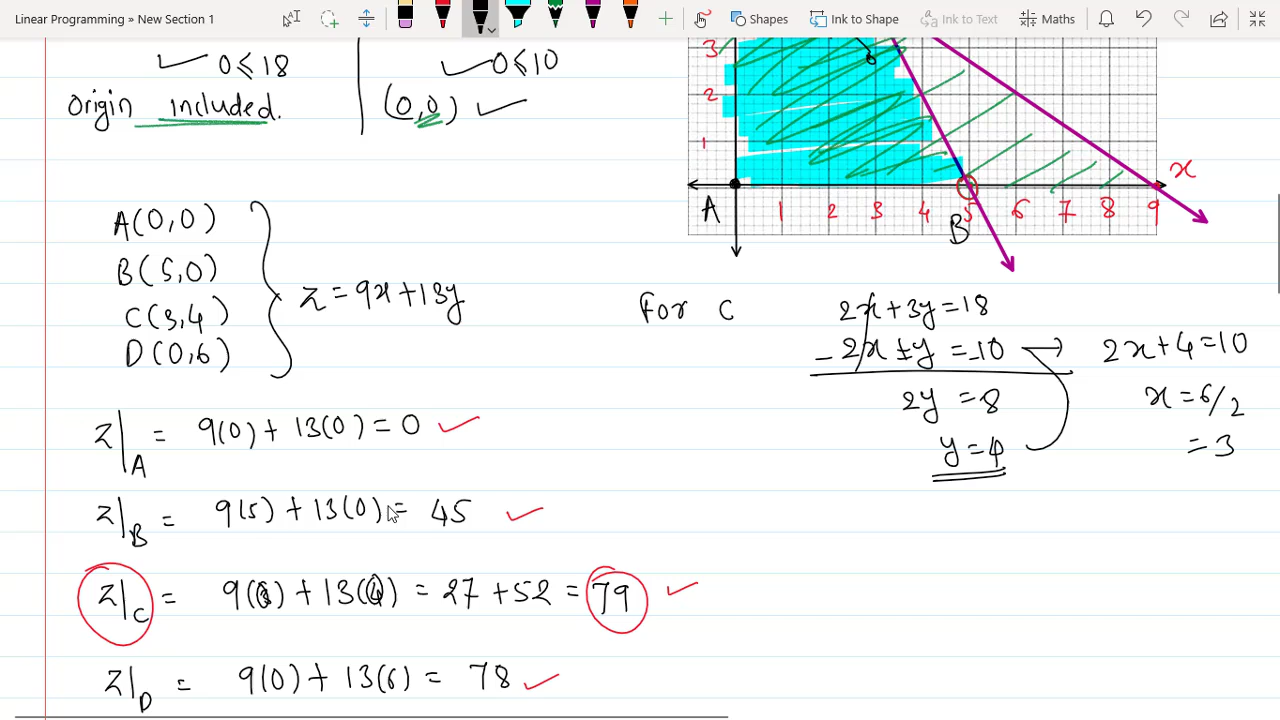 Linear Programming » New Section 1
Shapes Ink to Shape Ink to Text Maths
✓ 0≤18
✓ 0≤10
Origin included.
(0,0) ✓
3
2
1
A 1 2 3 4 5 6 7 8 9 x
B
A(0,0)
B(5,0)
C(3,4)
D(0,6)
z=9x+13y
For C
2x+3y=18
-2x±y=-10
2y=8
y=4
2x+4=10
x=6/2
=3
z|A = 9(0)+13(0)=0 ✓
z|B = 9(5)+13(0)= 45 ✓
z|C = 9(3)+13(4)=27+52=79 ✓
z|D = 9(0)+13(6)= 78 ✓